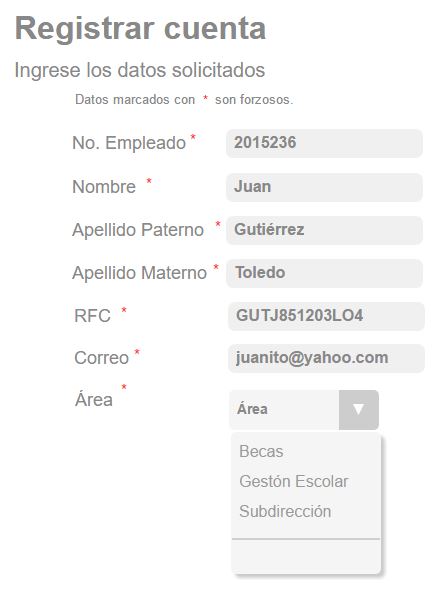 Registrar cuenta
Ingrese los datos solicitados
Datos marcados con * son forzosos.
No. Empleado * 2015236
Nombre * Juan
Apellido Paterno * Gutiérrez
Apellido Materno * Toledo
RFC * GUTJ851203LO4
Correo * juanito@yahoo.com
Área * Área ▼
Becas
Gestón Escolar
Subdirección